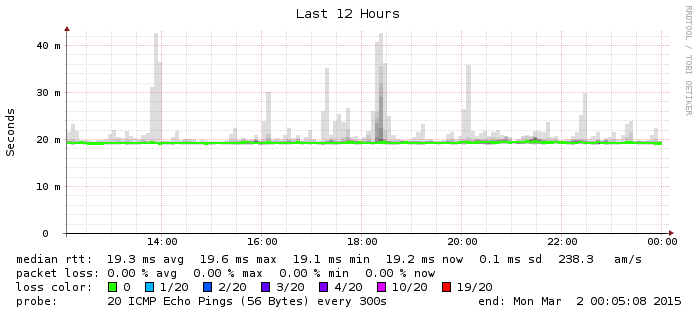 Last 12 Hours
RRDTOOL / TOBI OETIKER
Seconds
40 m
30 m
20 m
10 m
0
14:00 16:00 18:00 20:00 22:00 00:00
median rtt: 19.3 ms avg 19.6 ms max 19.1 ms min 19.2 ms now 0.1 ms sd 238.3 am/s
packet loss: 0.00 % avg 0.00 % max 0.00 % min 0.00 % now
loss color: 0 1/20 2/20 3/20 4/20 10/20 19/20
probe: 20 ICMP Echo Pings (56 Bytes) every 300s end: Mon Mar 2 00:05:08 2015